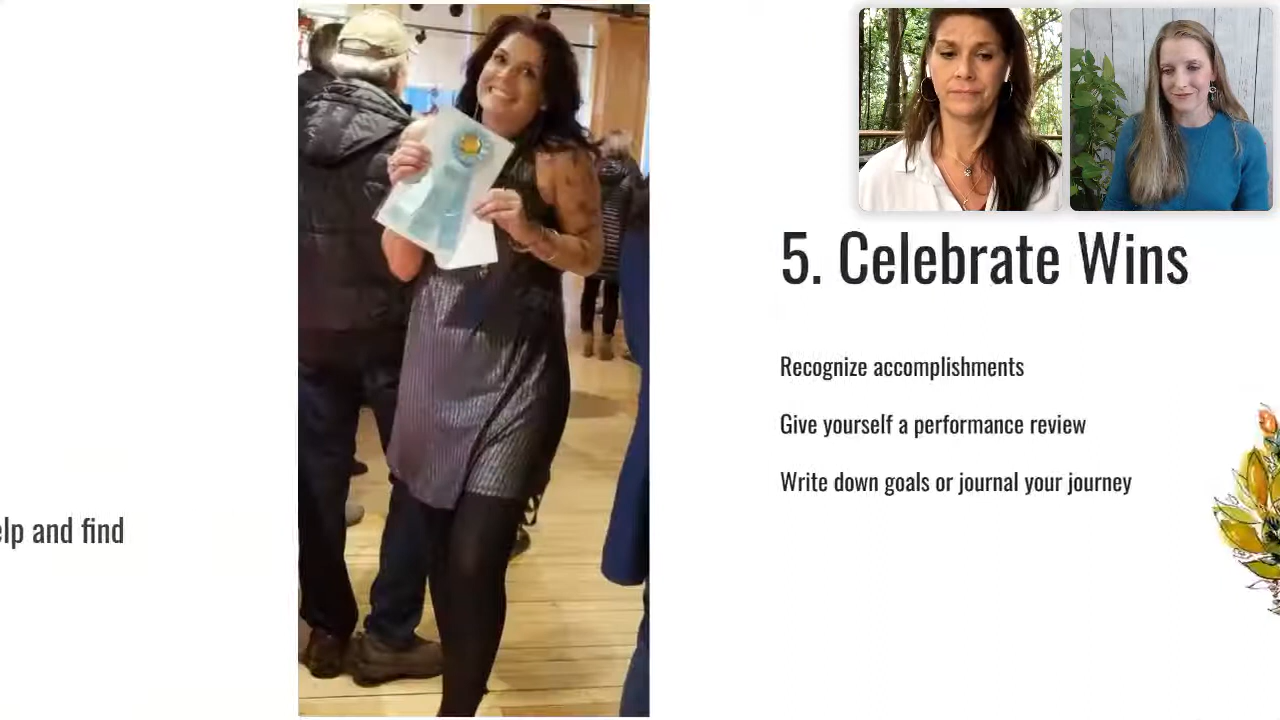 elp and find
5. Celebrate Wins
Recognize accomplishments
Give yourself a performance review
Write down goals or journal your journey